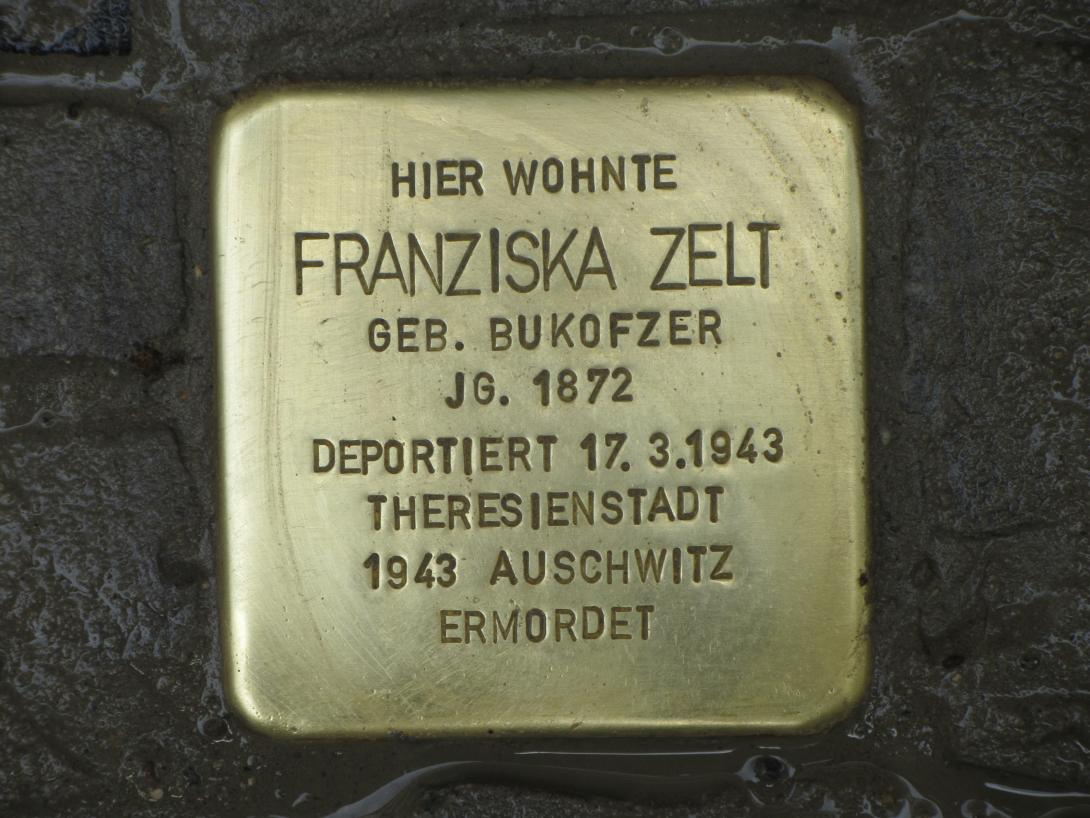 HIER WOHNTE
FRANZISKA ZELT
GEB. BUKOFZER
JG. 1872
DEPORTIERT 17.3.1943
THERESIENSTADT
1943 AUSCHWITZ
ERMORDET